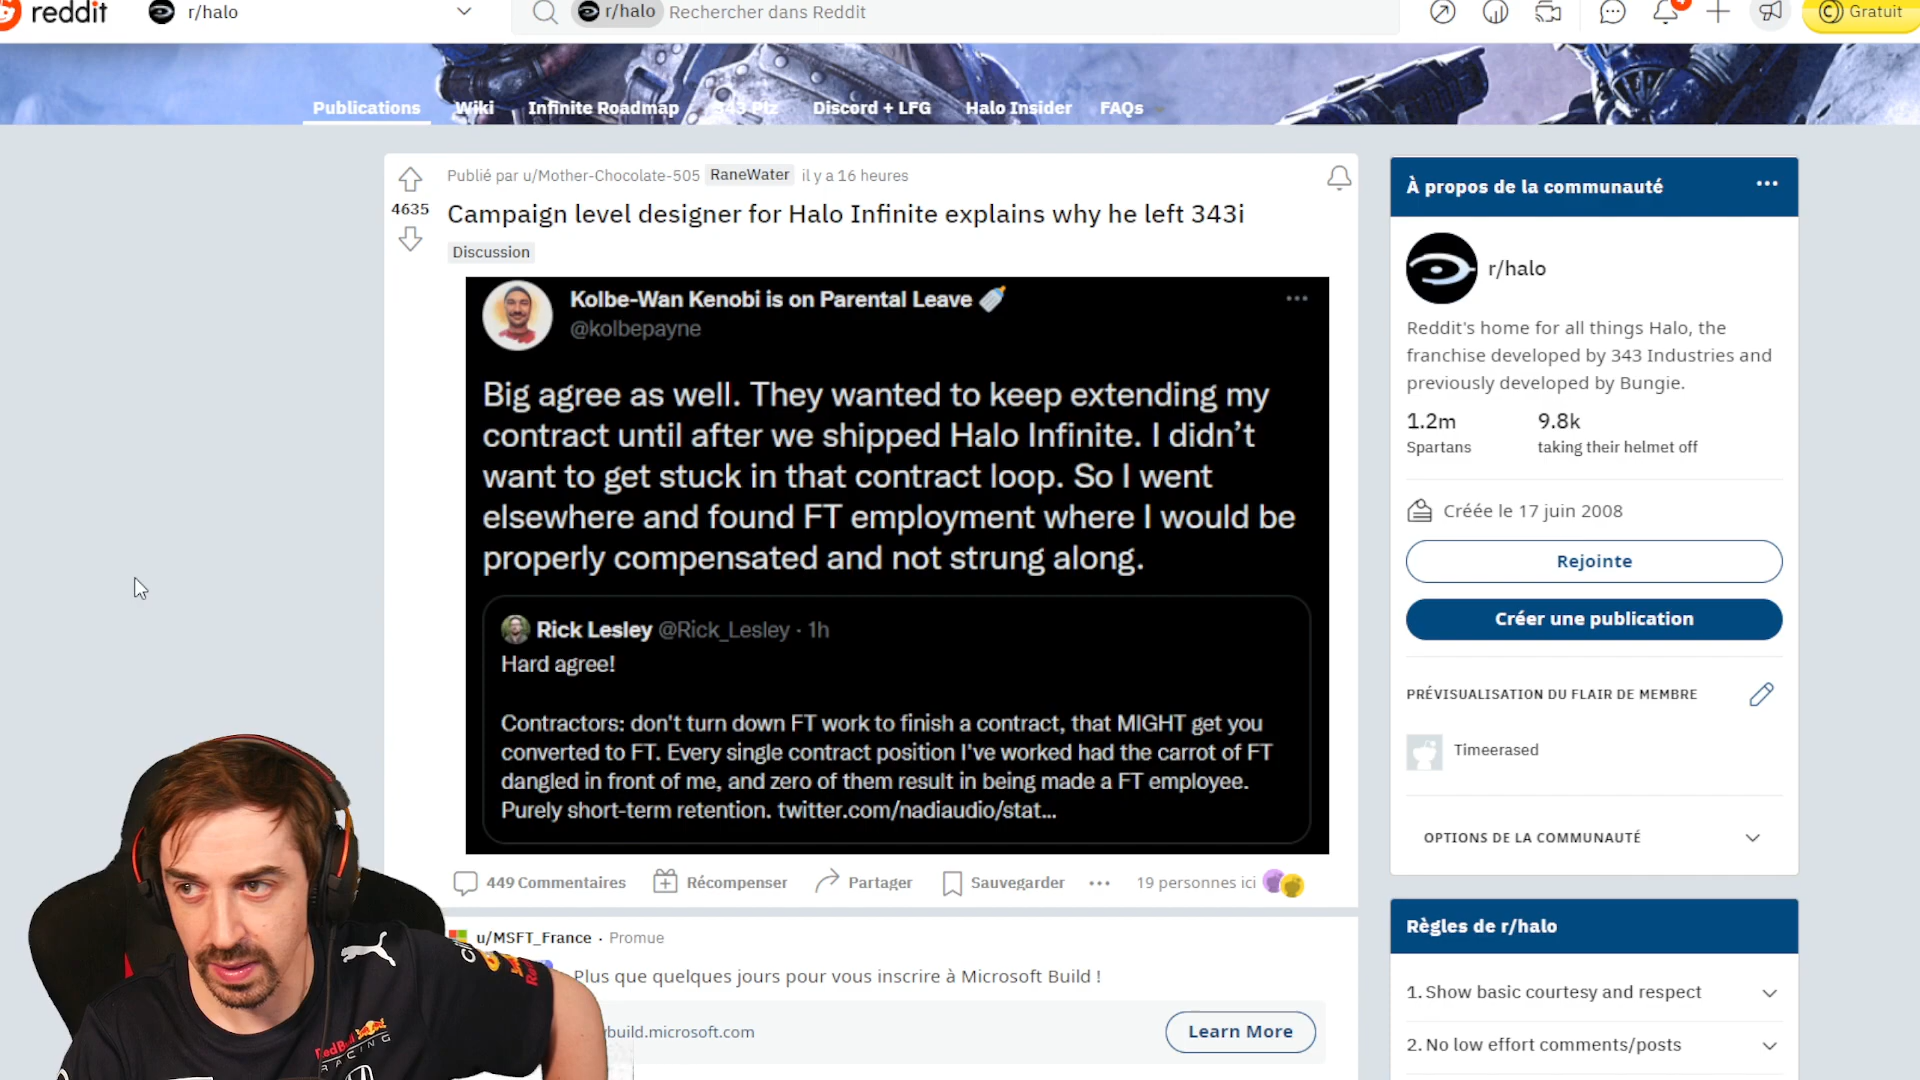 reddit
r/halo
r/halo
Rechercher dans Reddit
4
Gratuit
Publications
Wiki
Infinite Roadmap
343 Plz
Discord + LFG
Halo Insider
FAQs
Publié par u/Mother-Chocolate-505 RaneWater il y a 16 heures
4635
Campaign level designer for Halo Infinite explains why he left 343i
Discussion
Kolbe-Wan Kenobi is on Parental Leave
@kolbepayne
Big agree as well. They wanted to keep extending my
contract until after we shipped Halo Infinite. I didn't
want to get stuck in that contract loop. So I went
elsewhere and found FT employment where I would be
properly compensated and not strung along.
Rick Lesley @Rick_Lesley · 1h
Hard agree!
Contractors: don't turn down FT work to finish a contract, that MIGHT get you
converted to FT. Every single contract position I've worked had the carrot of FT
dangled in front of me, and zero of them result in being made a FT employee.
Purely short-term retention. twitter.com/nadiaudio/stat...
449 Commentaires
Récompenser
Partager
Sauvegarder
19 personnes ici
u/MSFT_France · Promue
Plus que quelques jours pour vous inscrire à Microsoft Build !
build.microsoft.com
Learn More
À propos de la communauté
r/halo
Reddit's home for all things Halo, the
franchise developed by 343 Industries and
previously developed by Bungie.
1.2m
Spartans
9.8k
taking their helmet off
Créée le 17 juin 2008
Rejointe
Créer une publication
PRÉVISUALISATION DU FLAIR DE MEMBRE
Timeerased
OPTIONS DE LA COMMUNAUTÉ
Règles de r/halo
1. Show basic courtesy and respect
2. No low effort comments/posts
Red Bull
RACING